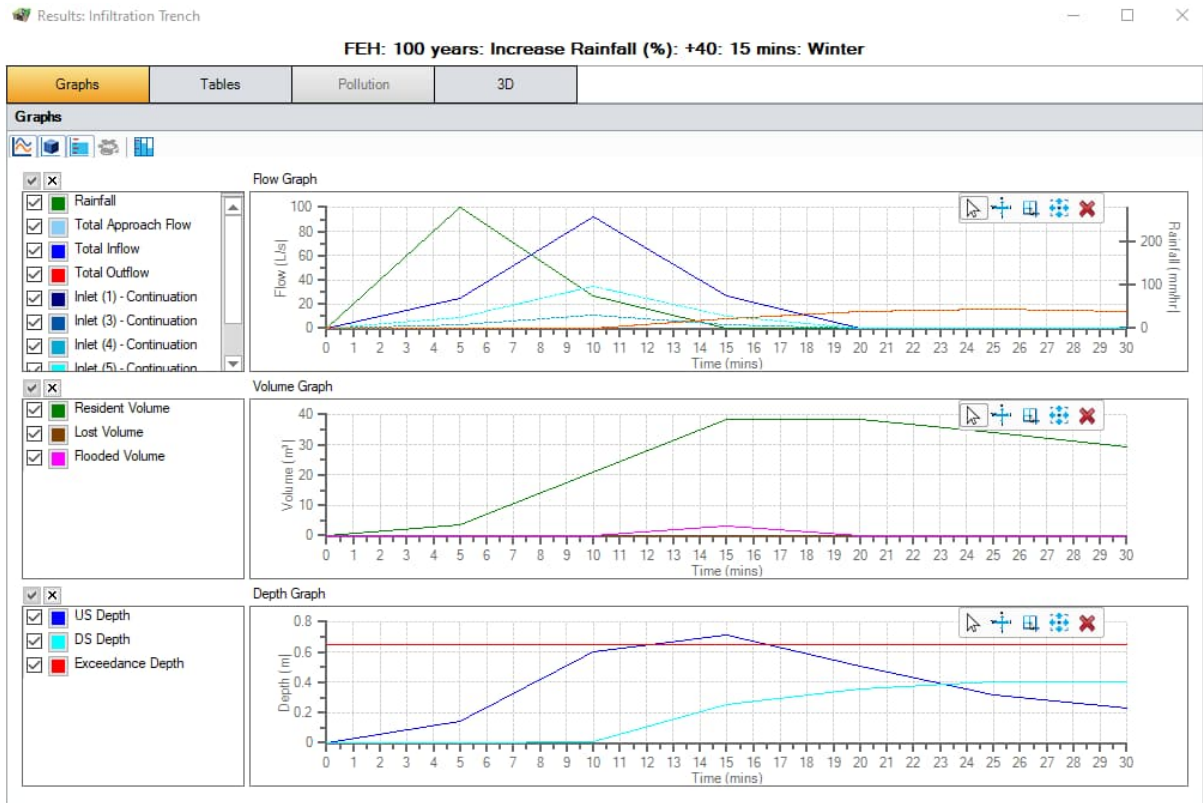 Results: Infiltration Trench
FEH: 100 years: Increase Rainfall (%): +40: 15 mins: Winter
Graphs Tables Pollution 3D
Graphs
Rainfall
Total Approach Flow
Total Inflow
Total Outflow
Inlet (1) - Continuation
Inlet (3) - Continuation
Inlet (4) - Continuation
Inlet (5) - Continuation
Flow Graph
Flow (L/s)
100
80
60
40
20
0
Rainfall (mm/hr)
200
100
0
0 1 2 3 4 5 6 7 8 9 10 11 12 13 14 15 16 17 18 19 20 21 22 23 24 25 26 27 28 29 30
Time (mins)
Resident Volume
Lost Volume
Flooded Volume
Volume Graph
Volume (m³)
40
30
20
10
0
0 1 2 3 4 5 6 7 8 9 10 11 12 13 14 15 16 17 18 19 20 21 22 23 24 25 26 27 28 29 30
Time (mins)
US Depth
DS Depth
Exceedance Depth
Depth Graph
Depth (m)
0.8
0.6
0.4
0.2
0
0 1 2 3 4 5 6 7 8 9 10 11 12 13 14 15 16 17 18 19 20 21 22 23 24 25 26 27 28 29 30
Time (mins)